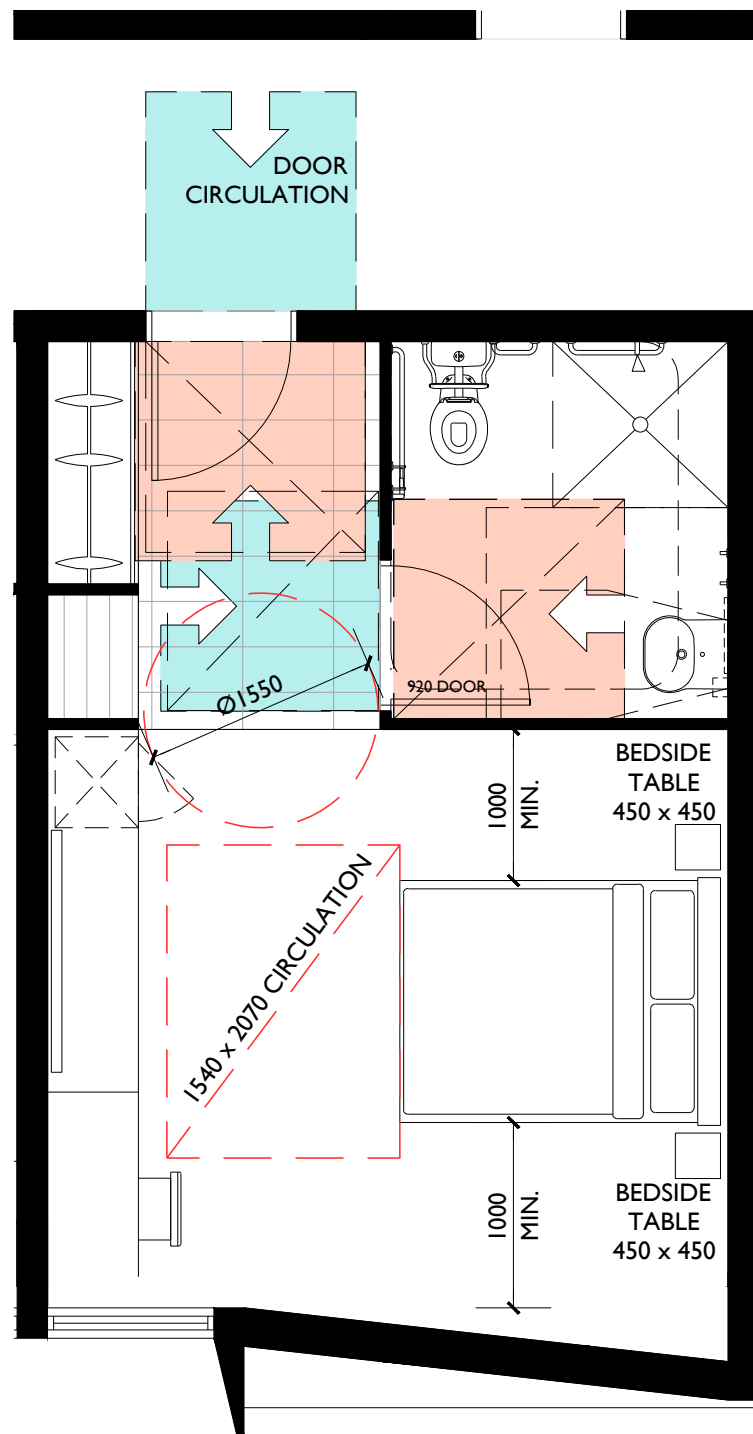 DOOR
CIRCULATION
920 DOOR
Ø1550
BEDSIDE
TABLE
450 x 450
1000
MIN.
1540 x 2070 CIRCULATION
1000
MIN.
BEDSIDE
TABLE
450 x 450